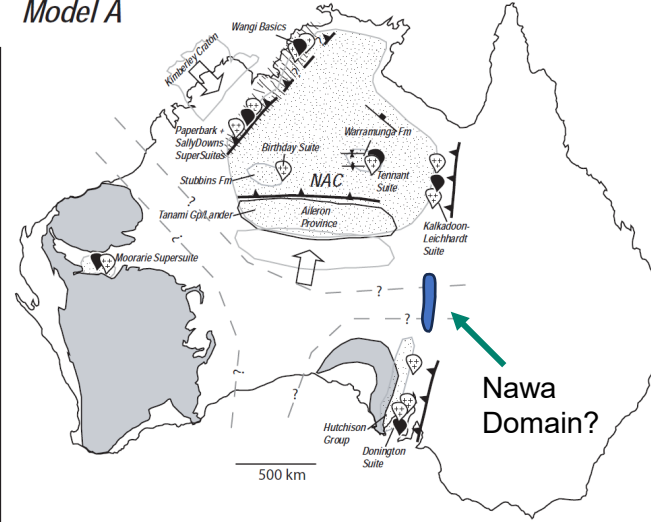 Model A
Wangi Basics
Kimberley Craton
?
Paperbark +
SallyDowns
SuperSuites
Birthday Suite
Warramunga Fm
Stubbins Fm
NAC
Tennant
Suite
Tanami Gp/Lander
Aileron
Province
Kalkadoon-
Leichhardt
Suite
?
?
Moorarie Supersuite
?
?
?
?
Nawa
Domain?
Hutchison
Group
Donington
Suite
500 km